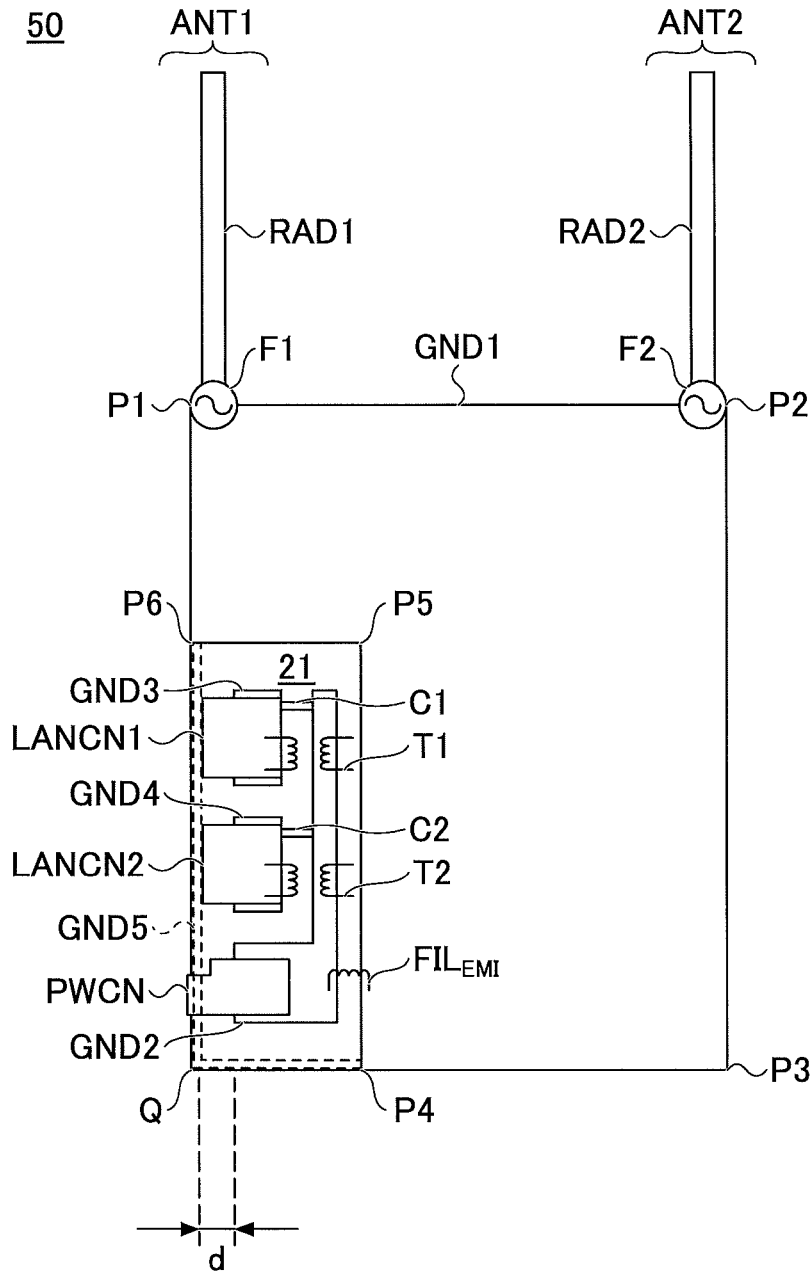 50
ANT1
ANT2
RAD1
RAD2
F1
GND1
F2
P1
P2
P6
P5
21
GND3
C1
LANCN1
T1
GND4
C2
LANCN2
T2
GND5
FILEMI
PWCN
GND2
P3
Q
P4
d